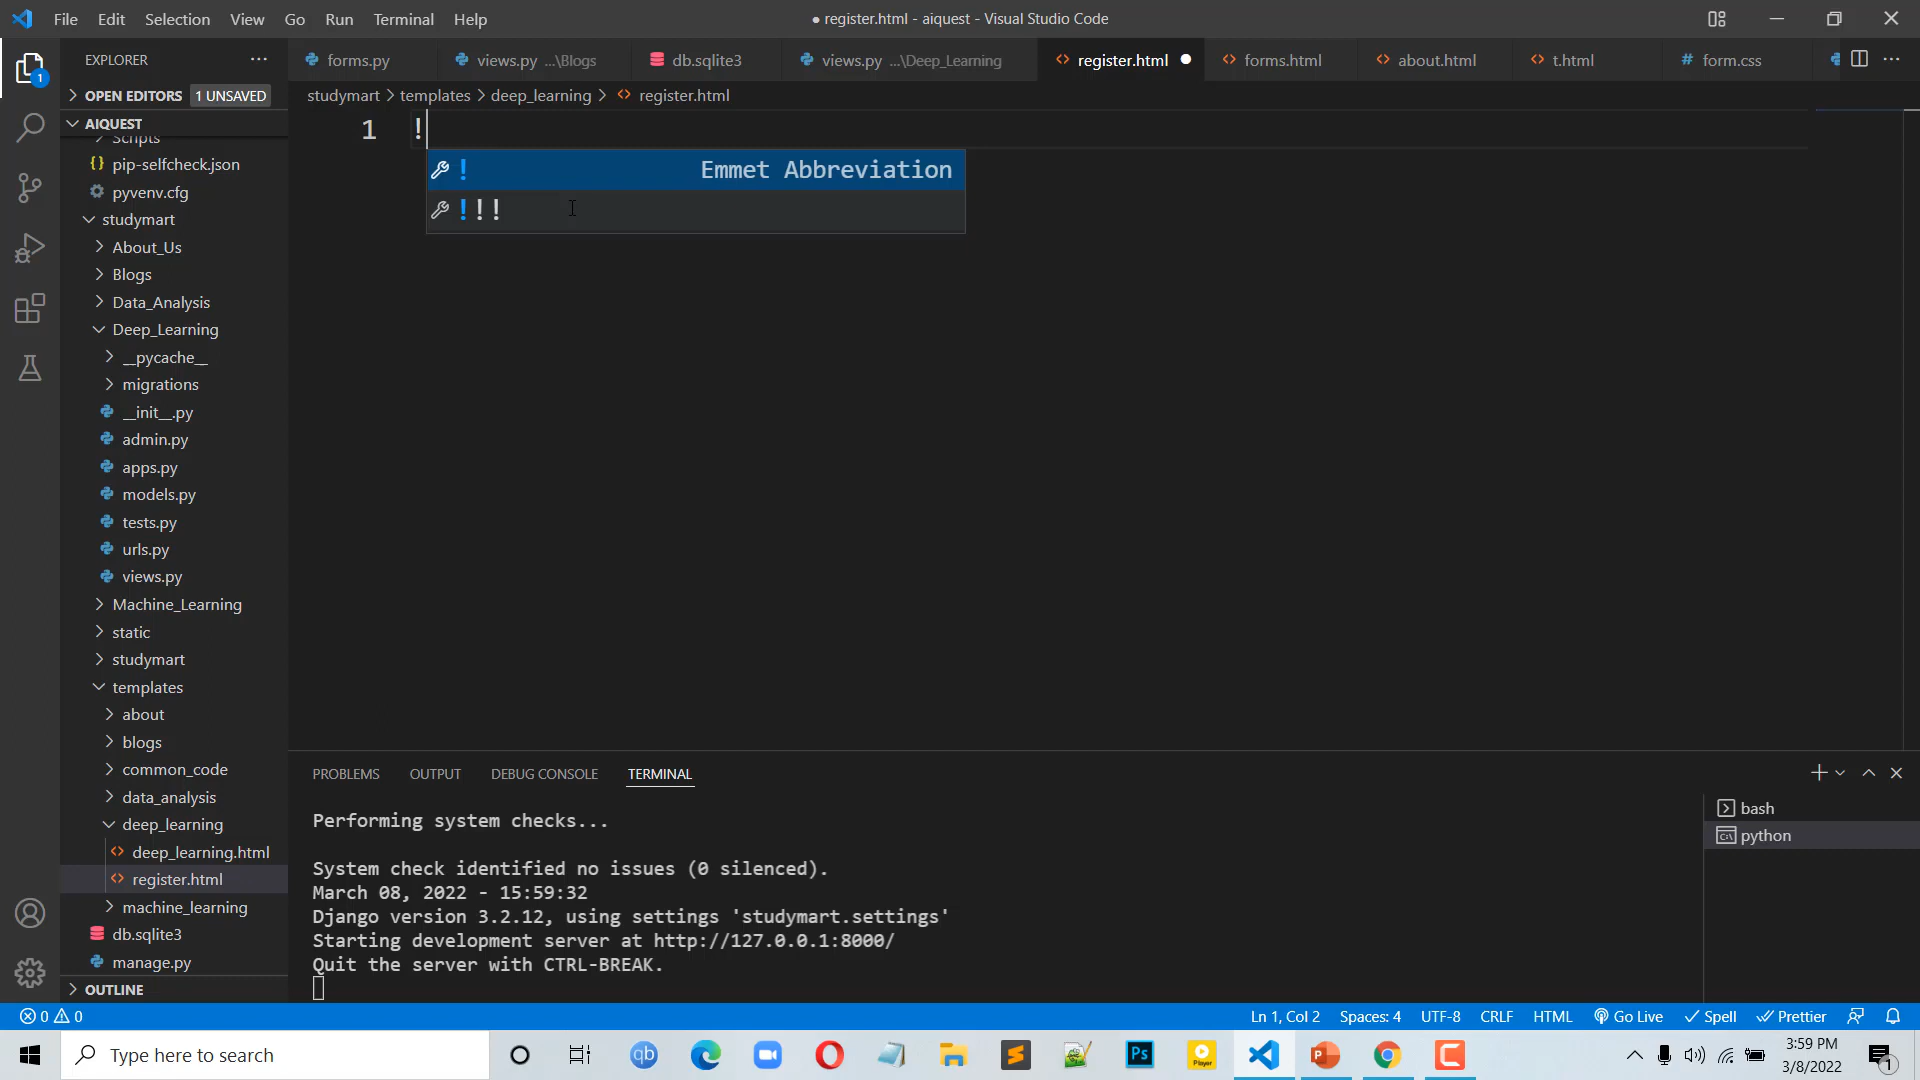 File Edit Selection View Go Run Terminal Help
● register.html - aiquest - Visual Studio Code
EXPLORER
forms.py
views.py ...\Blogs
db.sqlite3
views.py ...\Deep_Learning
register.html
forms.html
about.html
t.html
form.css
OPEN EDITORS 1 UNSAVED
studymart > templates > deep_learning > register.html
AIQUEST
Scripts
pip-selfcheck.json
pyvenv.cfg
studymart
About_Us
Blogs
Data_Analysis
Deep_Learning
__pycache__
migrations
__init__.py
admin.py
apps.py
models.py
tests.py
urls.py
views.py
Machine_Learning
static
studymart
templates
about
blogs
common_code
data_analysis
deep_learning
deep_learning.html
register.html
machine_learning
db.sqlite3
manage.py
OUTLINE
1 !
! Emmet Abbreviation
!!!
PROBLEMS OUTPUT DEBUG CONSOLE TERMINAL
Performing system checks...
System check identified no issues (0 silenced).
March 08, 2022 - 15:59:32
Django version 3.2.12, using settings 'studymart.settings'
Starting development server at http://127.0.0.1:8000/
Quit the server with CTRL-BREAK.
bash
python
0 0
Ln 1, Col 2 Spaces: 4 UTF-8 CRLF HTML Go Live Spell Prettier
Type here to search
qb
Ps
Player
3:59 PM
3/8/2022
1
1